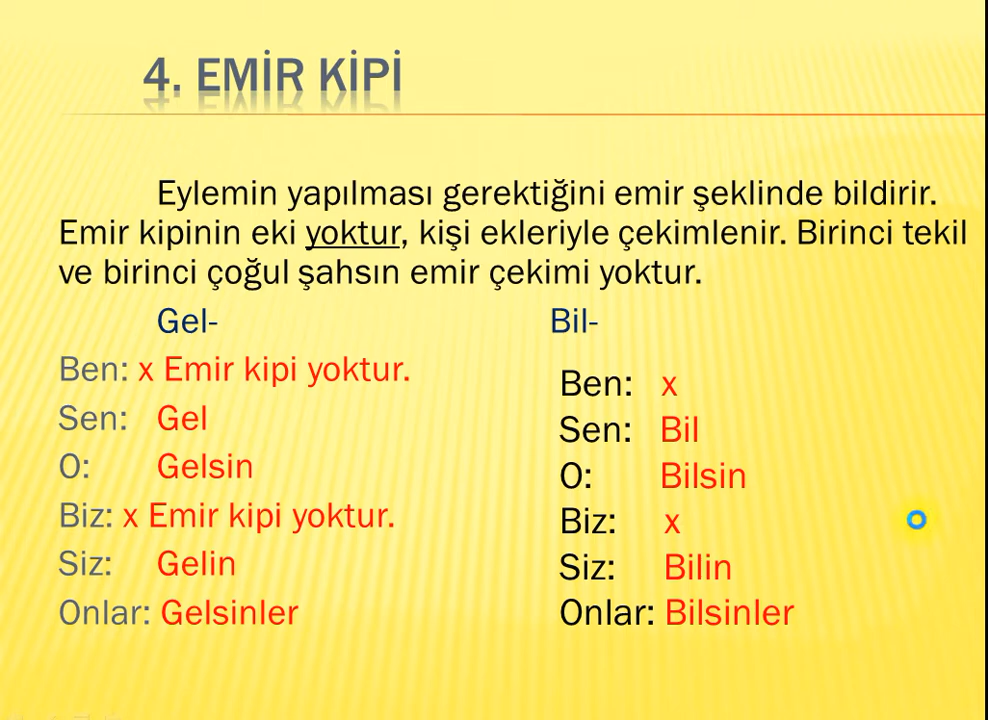 4. EMİR KİPİ
Eylemin yapılması gerektiğini emir şeklinde bildirir.
Emir kipinin eki yoktur, kişi ekleriyle çekimlenir. Birinci tekil
ve birinci çoğul şahsın emir çekimi yoktur.
Gel- Bil-
Ben: x Emir kipi yoktur.
Sen: Gel
O: Gelsin
Biz: x Emir kipi yoktur.
Siz: Gelin
Onlar: Gelsinler
Ben: x
Sen: Bil
O: Bilsin
Biz: x
Siz: Bilin
Onlar: Bilsinler